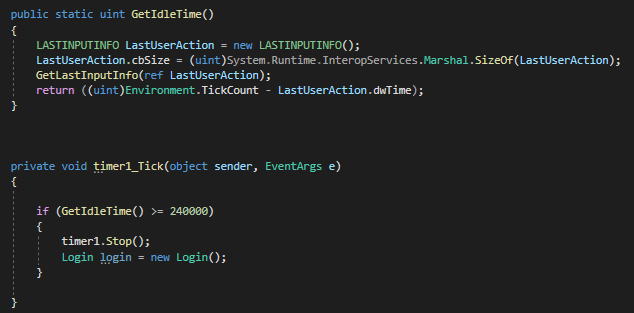 public static uint GetIdleTime()
{
LASTINPUTINFO LastUserAction = new LASTINPUTINFO();
LastUserAction.cbSize = (uint)System.Runtime.InteropServices.Marshal.SizeOf(LastUserAction);
GetLastInputInfo(ref LastUserAction);
return ((uint)Environment.TickCount - LastUserAction.dwTime);
}
private void timer1_Tick(object sender, EventArgs e)
{
if (GetIdleTime() >= 240000)
{
timer1.Stop();
Login login = new Login();
}
}